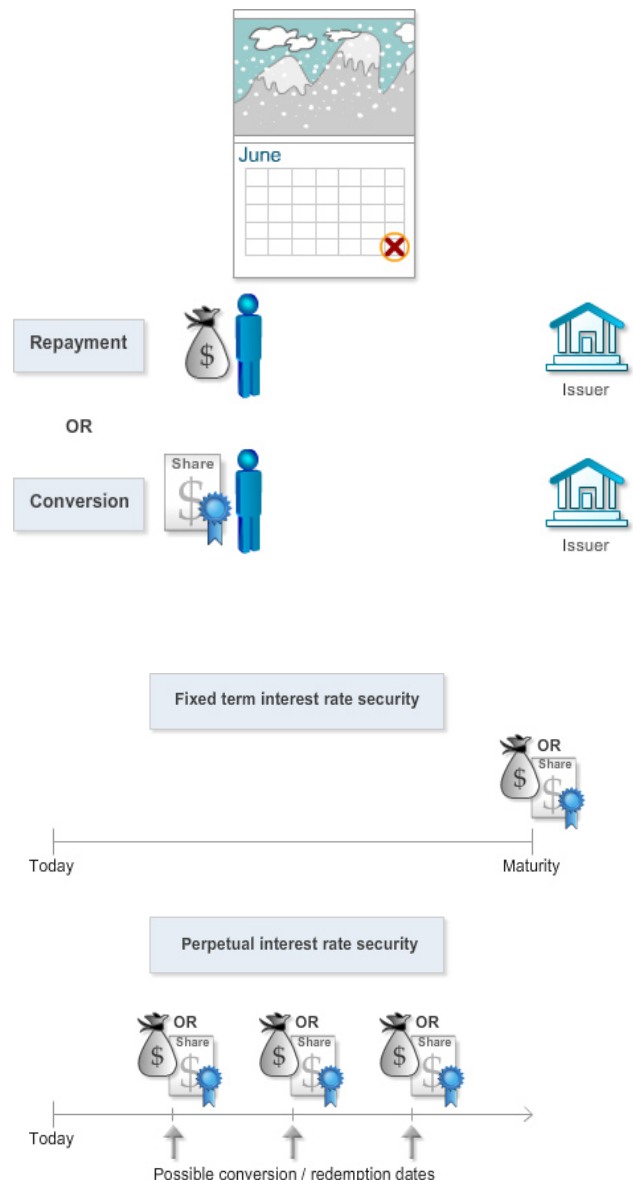 June
Repayment
$
Issuer
OR
Share
$
Conversion
Issuer
Fixed term interest rate security
OR
$
Share
$
Today
Maturity
Perpetual interest rate security
OR
OR
OR
$
Share
$
$
Share
$
$
Share
$
Today
Possible conversion / redemption dates